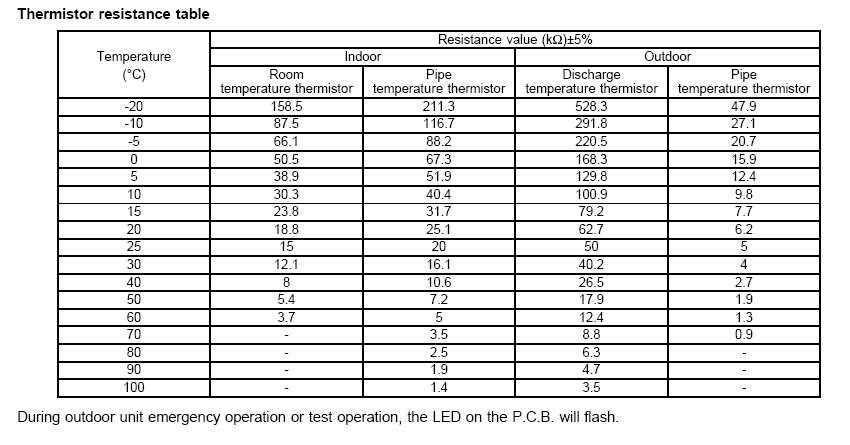 Thermistor resistance table
Temperature (°C) Resistance value (kΩ)±5%
Indoor Outdoor
Room temperature thermistor Pipe temperature thermistor Discharge temperature thermistor Pipe temperature thermistor
-20 158.5 211.3 528.3 47.9
-10 87.5 116.7 291.8 27.1
-5 66.1 88.2 220.5 20.7
0 50.5 67.3 168.3 15.9
5 38.9 51.9 129.8 12.4
10 30.3 40.4 100.9 9.8
15 23.8 31.7 79.2 7.7
20 18.8 25.1 62.7 6.2
25 15 20 50 5
30 12.1 16.1 40.2 4
40 8 10.6 26.5 2.7
50 5.4 7.2 17.9 1.9
60 3.7 5 12.4 1.3
70 - 3.5 8.8 0.9
80 - 2.5 6.3 -
90 - 1.9 4.7 -
100 - 1.4 3.5 -
During outdoor unit emergency operation or test operation, the LED on the P.C.B. will flash.